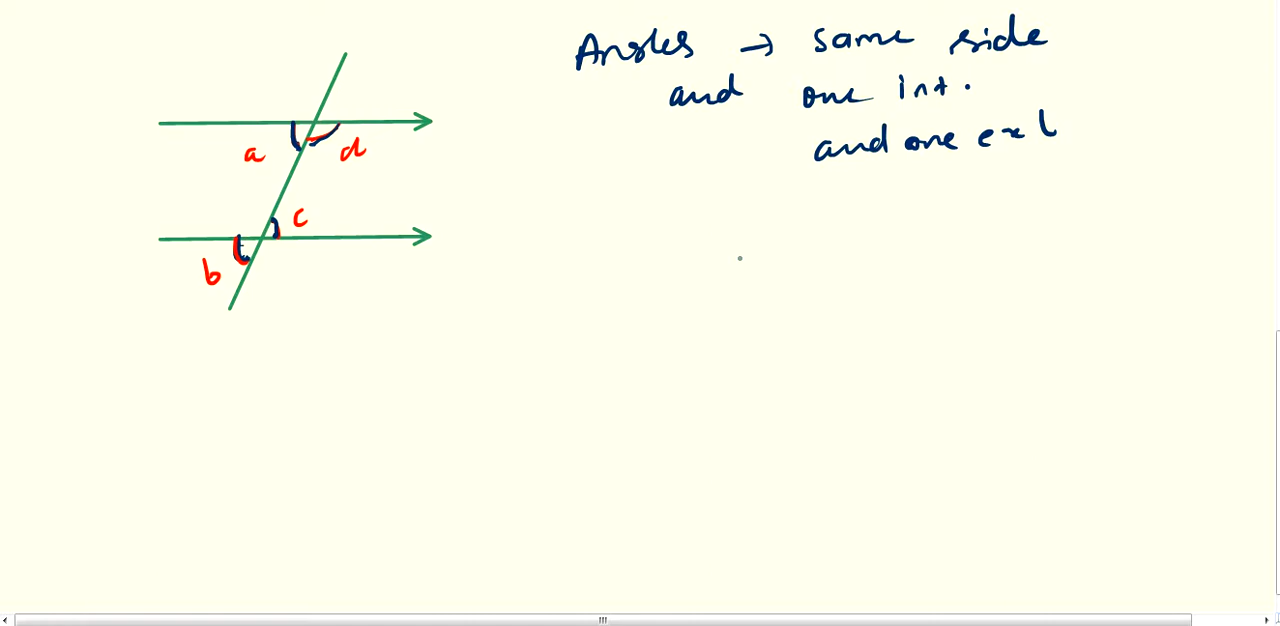 Angles → same side
and one int.
and one ext
a
d
c
b